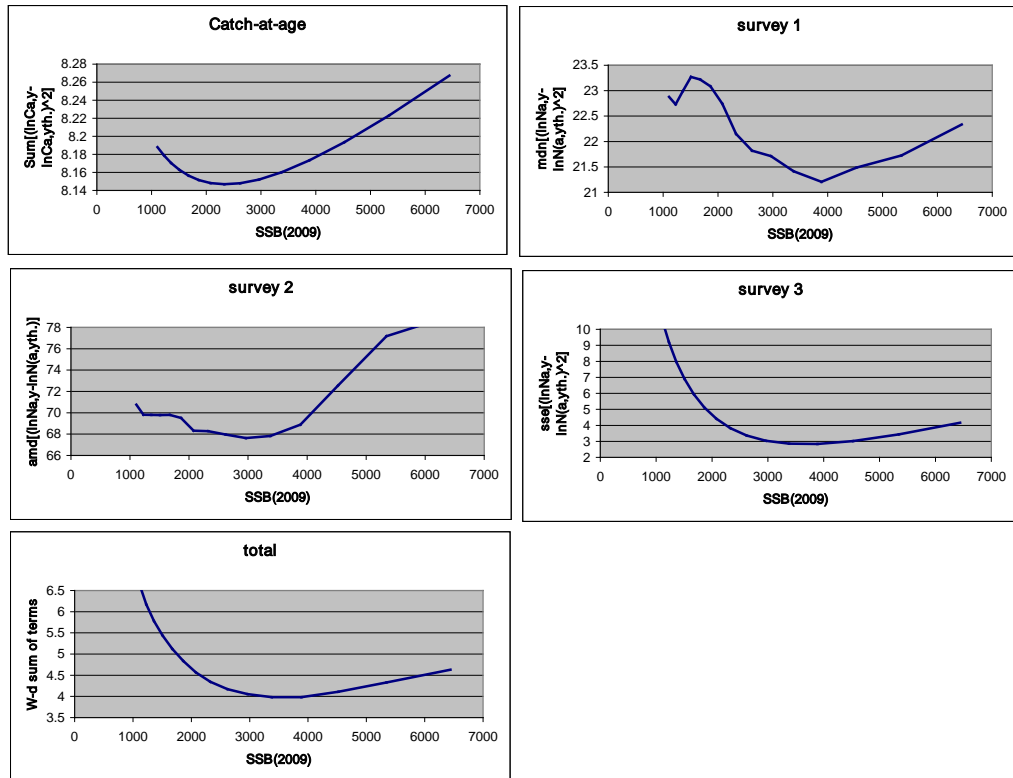 Catch-at-age
Sum[(lnCa,y-
lnCa,yth.)^2]
8.28
8.26
8.24
8.22
8.2
8.18
8.16
8.14
0 1000 2000 3000 4000 5000 6000 7000
SSB(2009)
survey 1
mdn[(lnNa,y-
lnN(a,yth.)^2]
23.5
23
22.5
22
21.5
21
0 1000 2000 3000 4000 5000 6000 7000
SSB(2009)
survey 2
amd[(lnNa,y-lnN(a,yth.)]
78
76
74
72
70
68
66
0 1000 2000 3000 4000 5000 6000 7000
SSB(2009)
survey 3
sse[(lnNa,y-
lnN(a,yth.)^2]
10
9
8
7
6
5
4
3
2
0 1000 2000 3000 4000 5000 6000 7000
SSB(2009)
total
W-d sum of terms
6.5
6
5.5
5
4.5
4
3.5
0 1000 2000 3000 4000 5000 6000 7000
SSB(2009)